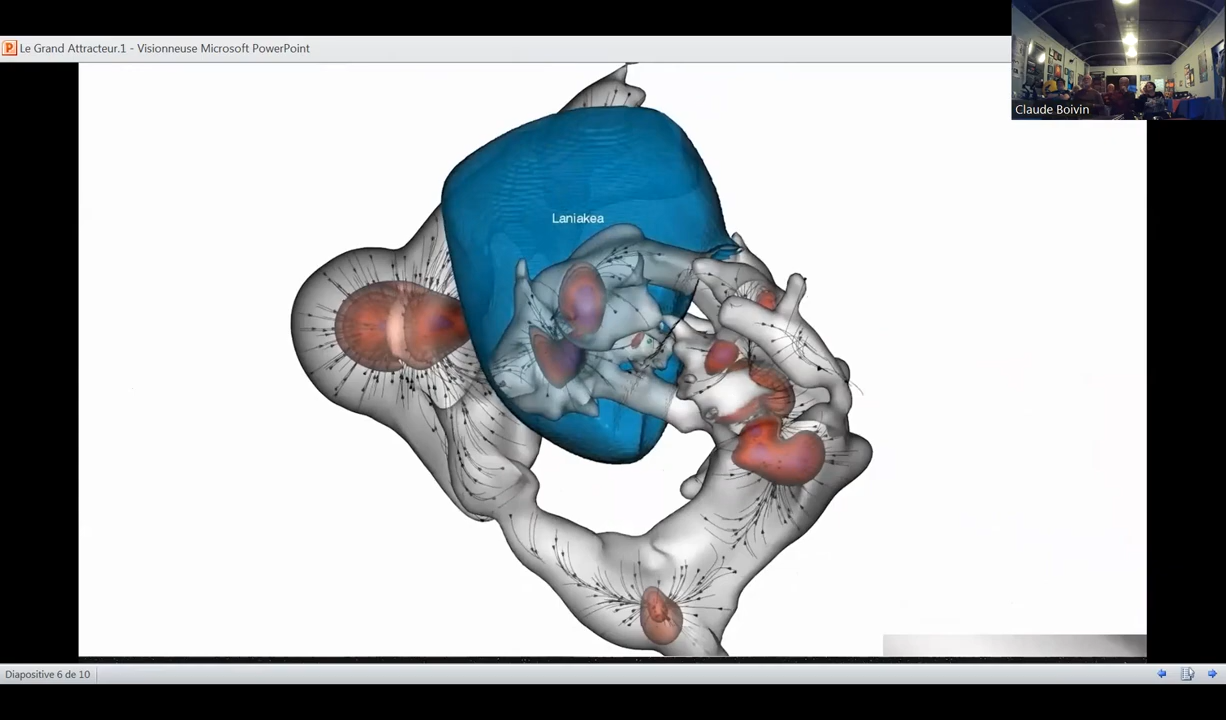 Le Grand Attracteur.1 - Visionneuse Microsoft PowerPoint
Claude Boivin
Laniakea
Diapositive 6 de 10